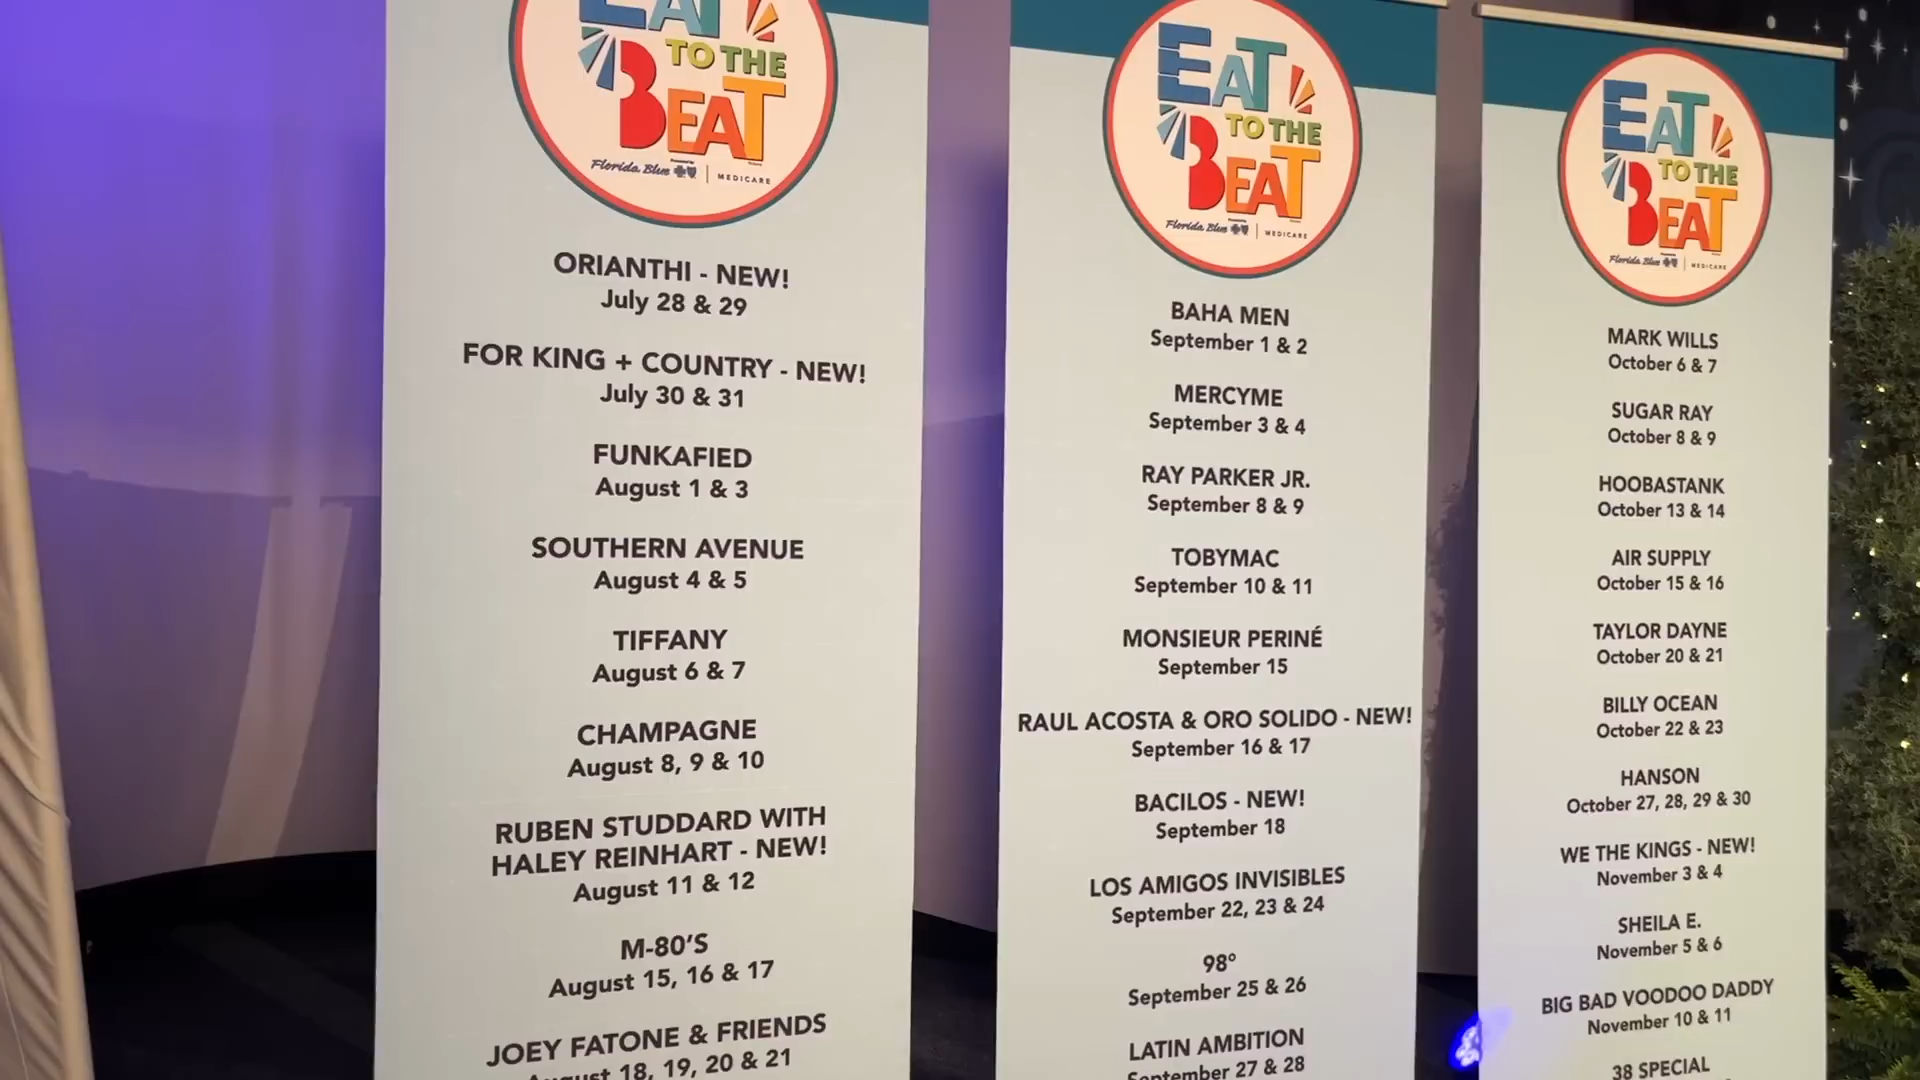 EAT
TO THE
BEAT
Presented by
Florida Blue | MEDICARE
ORIANTHI - NEW!
July 28 & 29
FOR KING + COUNTRY - NEW!
July 30 & 31
FUNKAFIED
August 1 & 3
SOUTHERN AVENUE
August 4 & 5
TIFFANY
August 6 & 7
CHAMPAGNE
August 8, 9 & 10
RUBEN STUDDARD WITH
HALEY REINHART - NEW!
August 11 & 12
M-80'S
August 15, 16 & 17
JOEY FATONE & FRIENDS
August 18, 19, 20 & 21
EAT
TO THE
BEAT
Florida Blue | MEDICARE
BAHA MEN
September 1 & 2
MERCYME
September 3 & 4
RAY PARKER JR.
September 8 & 9
TOBYMAC
September 10 & 11
MONSIEUR PERINÉ
September 15
RAUL ACOSTA & ORO SOLIDO - NEW!
September 16 & 17
BACILOS - NEW!
September 18
LOS AMIGOS INVISIBLES
September 22, 23 & 24
98°
September 25 & 26
LATIN AMBITION
September 27 & 28
EAT
TO THE
BEAT
Florida Blue | MEDICARE
MARK WILLS
October 6 & 7
SUGAR RAY
October 8 & 9
HOOBASTANK
October 13 & 14
AIR SUPPLY
October 15 & 16
TAYLOR DAYNE
October 20 & 21
BILLY OCEAN
October 22 & 23
HANSON
October 27, 28, 29 & 30
WE THE KINGS - NEW!
November 3 & 4
SHEILA E.
November 5 & 6
BIG BAD VOODOO DADDY
November 10 & 11
38 SPECIAL